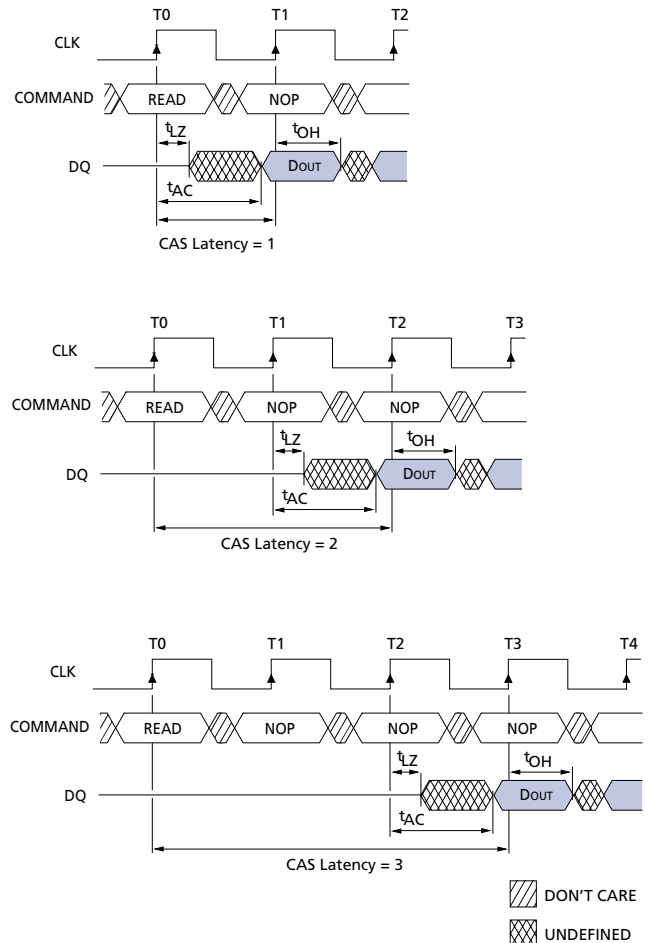 T0 T1 T2
CLK
COMMAND READ NOP
tLZ tOH
DQ DOUT
tAC
CAS Latency = 1
T0 T1 T2 T3
CLK
COMMAND READ NOP NOP
tLZ tOH
DQ DOUT
tAC
CAS Latency = 2
T0 T1 T2 T3 T4
CLK
COMMAND READ NOP NOP NOP
tLZ tOH
DQ DOUT
tAC
CAS Latency = 3
DON'T CARE
UNDEFINED